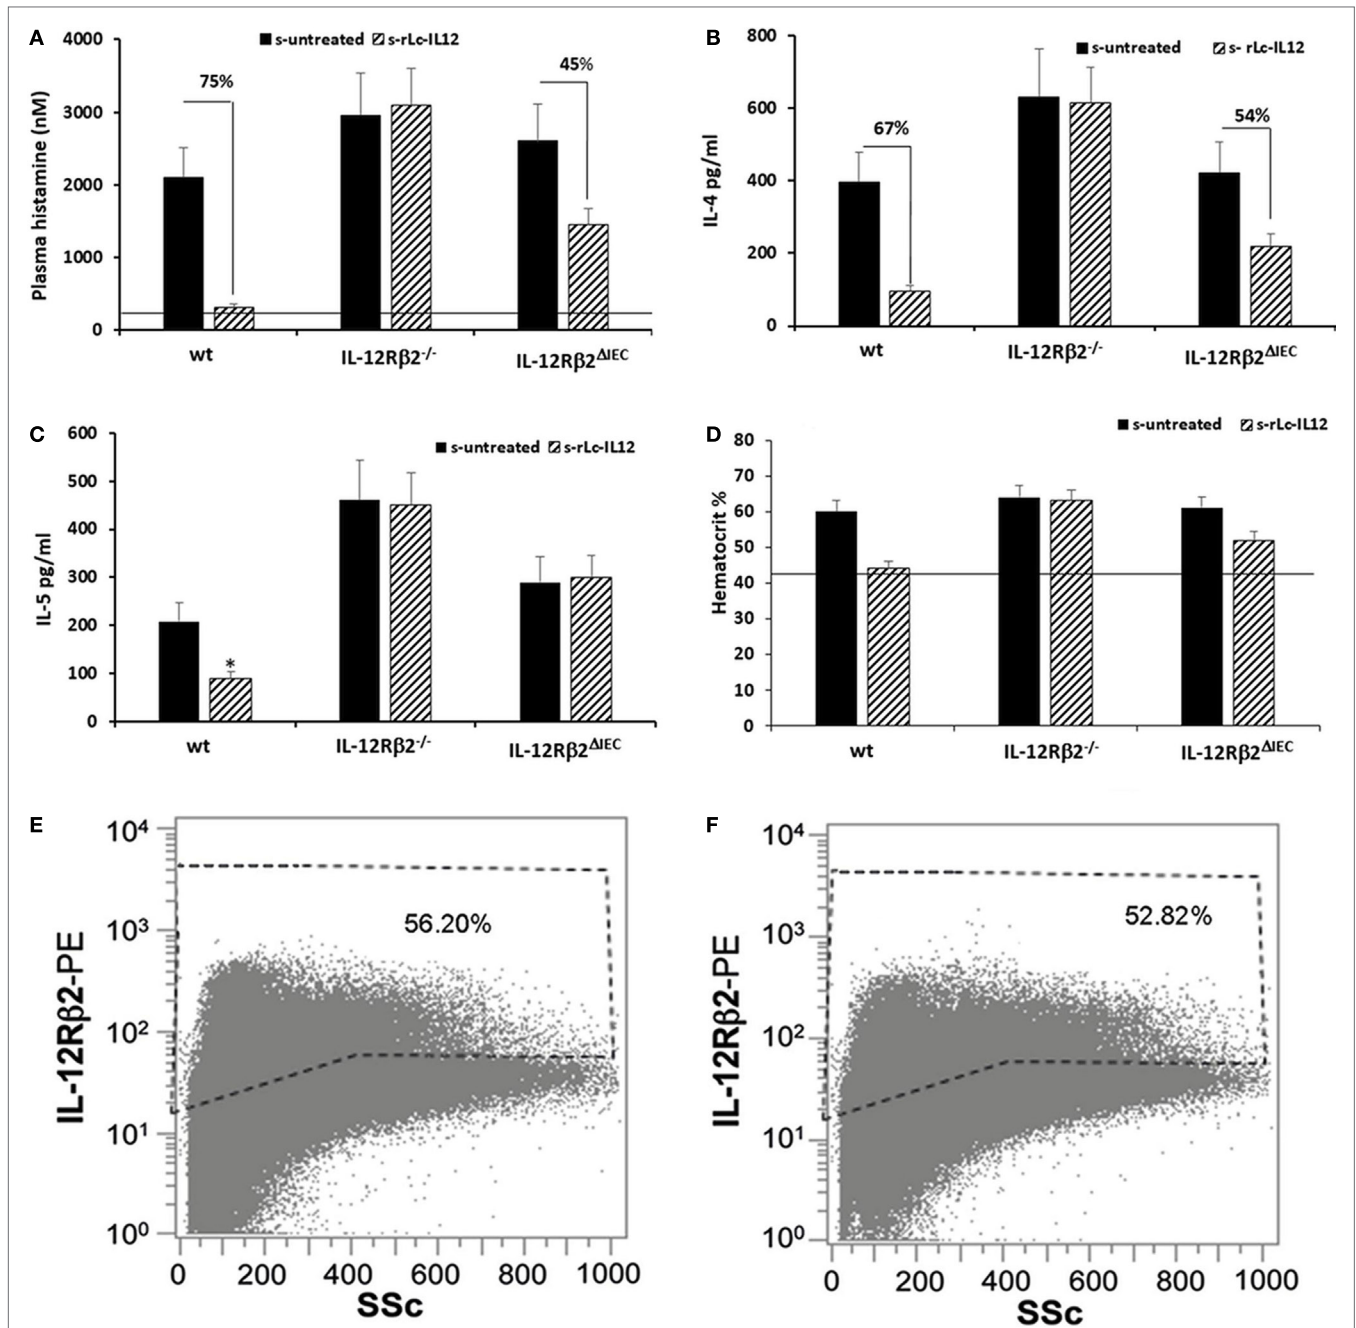 A
s-untreated s-rLc-IL12
Plasma histamine (nM)
4000
3000
2000
1000
0
75%
45%
wt
IL-12Rβ2-/-
IL-12Rβ2ΔIEC
B
s-untreated s- rLc-IL12
IL-4 pg/ml
800
600
400
200
0
67%
54%
wt
IL-12Rβ2-/-
IL-12Rβ2ΔIEC
C
s-untreated s-rLc-IL12
IL-5 pg/ml
600
500
400
300
200
100
0
*
wt
IL-12Rβ2-/-
IL-12Rβ2ΔIEC
D
s-untreated s-rLc-IL12
Hematocrit %
80
70
60
50
40
30
20
10
0
wt
IL-12Rβ2-/-
IL-12Rβ2ΔIEC
E
IL-12Rβ2-PE
10⁴
10³
10²
10¹
10⁰
56.20%
0 200 400 600 800 1000
SSc
F
IL-12Rβ2-PE
10⁴
10³
10²
10¹
10⁰
52.82%
0 200 400 600 800 1000
SSc